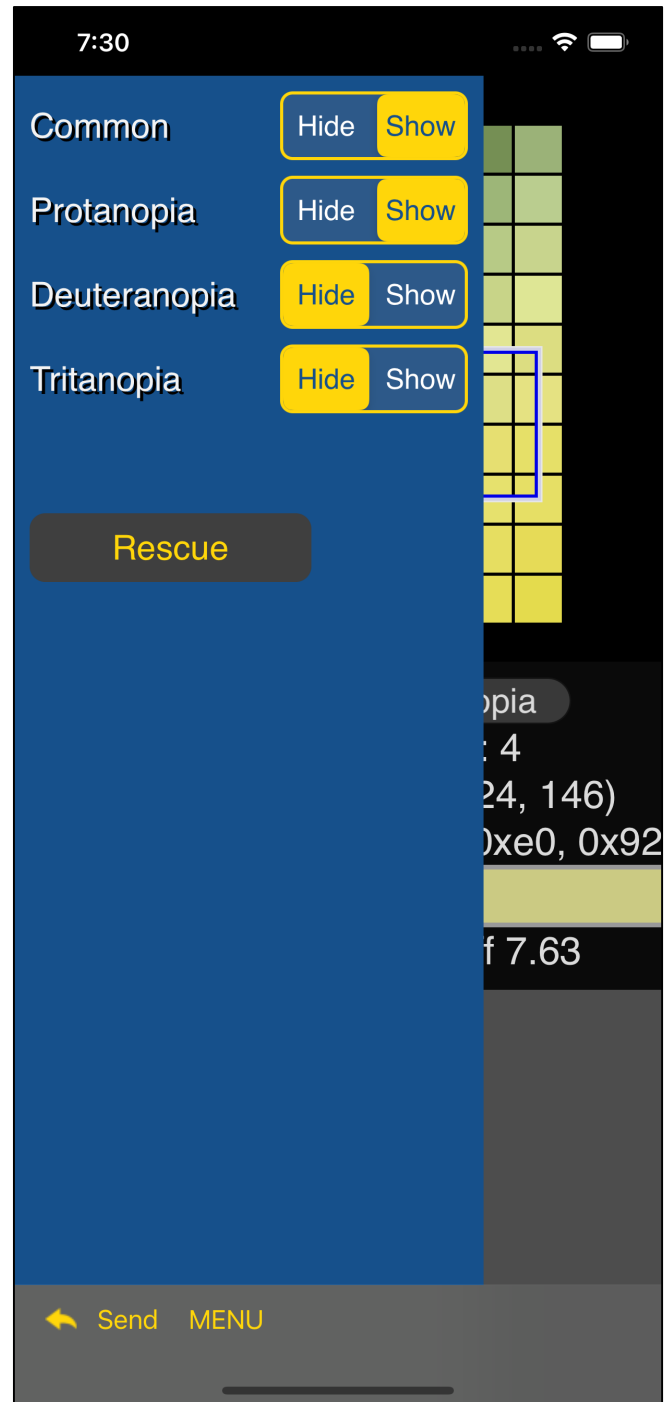 7:30
Common Hide Show
Protanopia Hide Show
Deuteranopia Hide Show
Tritanopia Hide Show
Rescue
opia
: 4
24, 146)
0xe0, 0x92
f 7.63
Send MENU